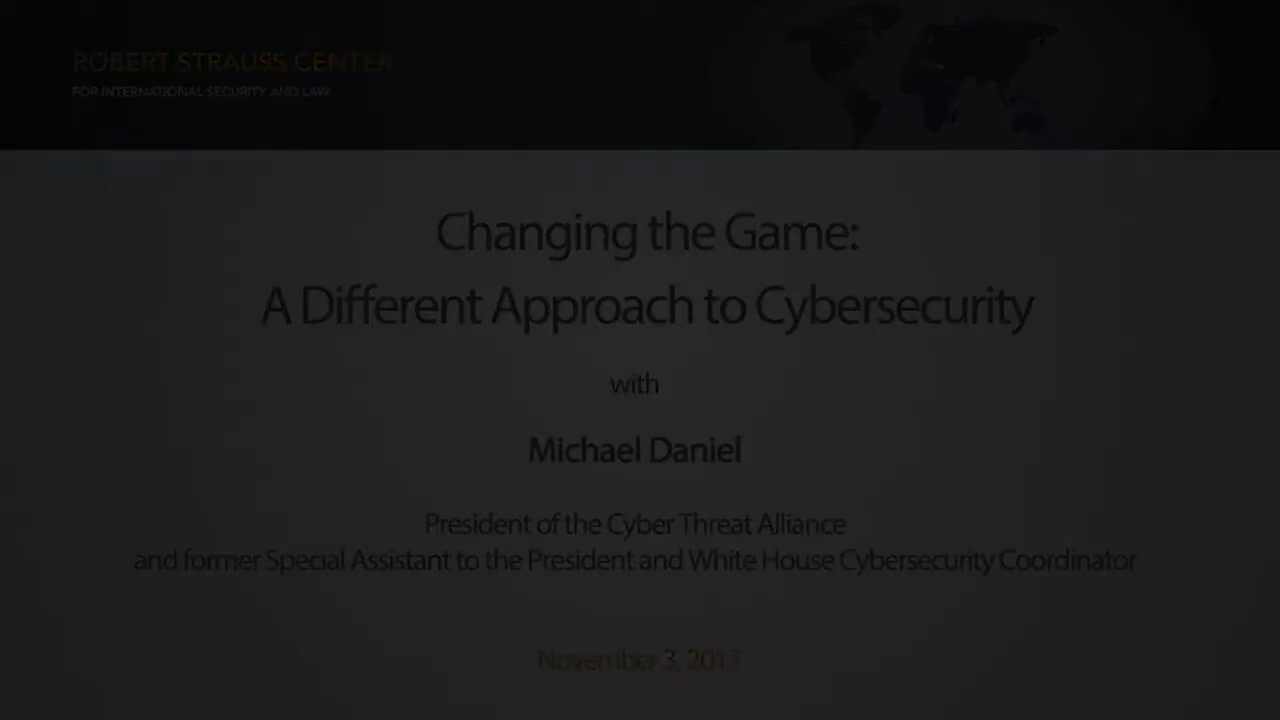 ROBERT STRAUSS CENTER
FOR INTERNATIONAL SECURITY AND LAW
Changing the Game:
A Different Approach to Cybersecurity
with
Michael Daniel
President of the Cyber Threat Alliance
and former Special Assistant to the President and White House Cybersecurity Coordinator
November 3, 2017